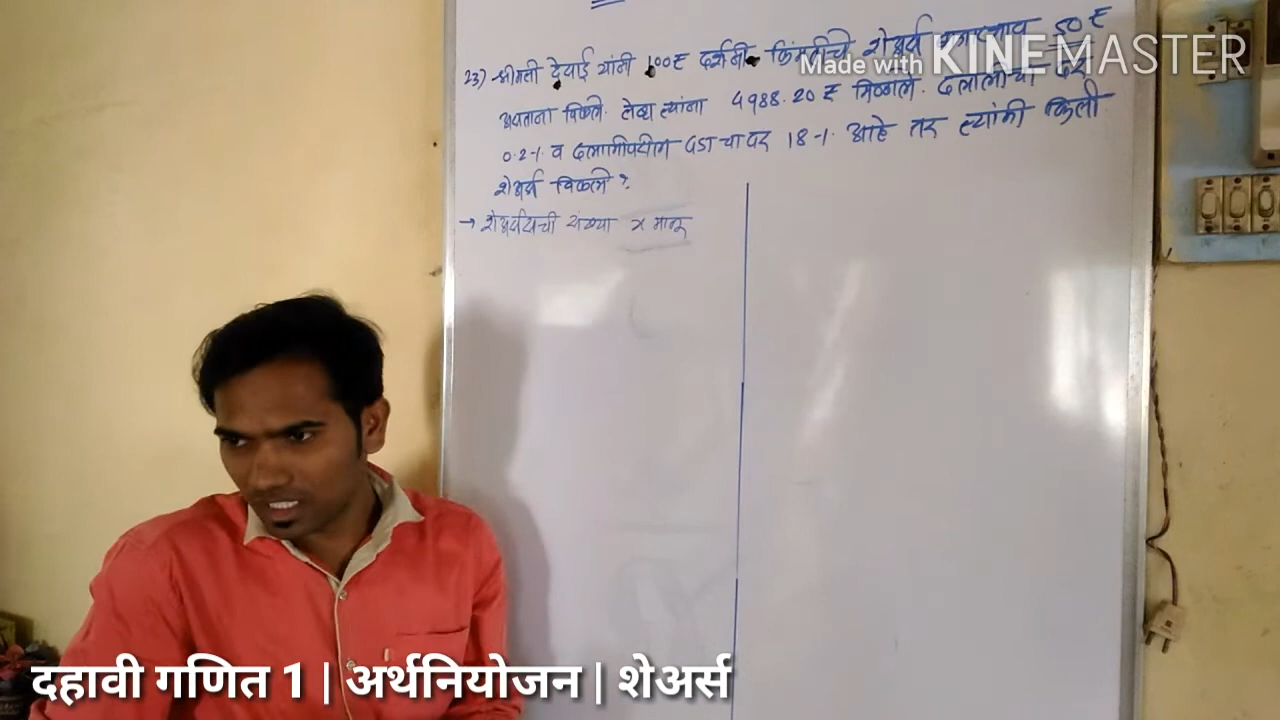 23) श्रीमती देसाई यांनी 100₹ दर्शनी किंमतीचे शेअर्स बाजारभाव 50₹
असताना विकले. तेव्हा त्यांना 4988.20 ₹ मिळाले. दलालीचा दर
0.2-1. व दलालीवरील GST चा दर 18-1. आहे तर त्यांनी किती
शेअर्स विकले ?
→ शेअर्सची संख्या x मानू
Made with KINEMASTER
दहावी गणित 1 | अर्थनियोजन | शेअर्स